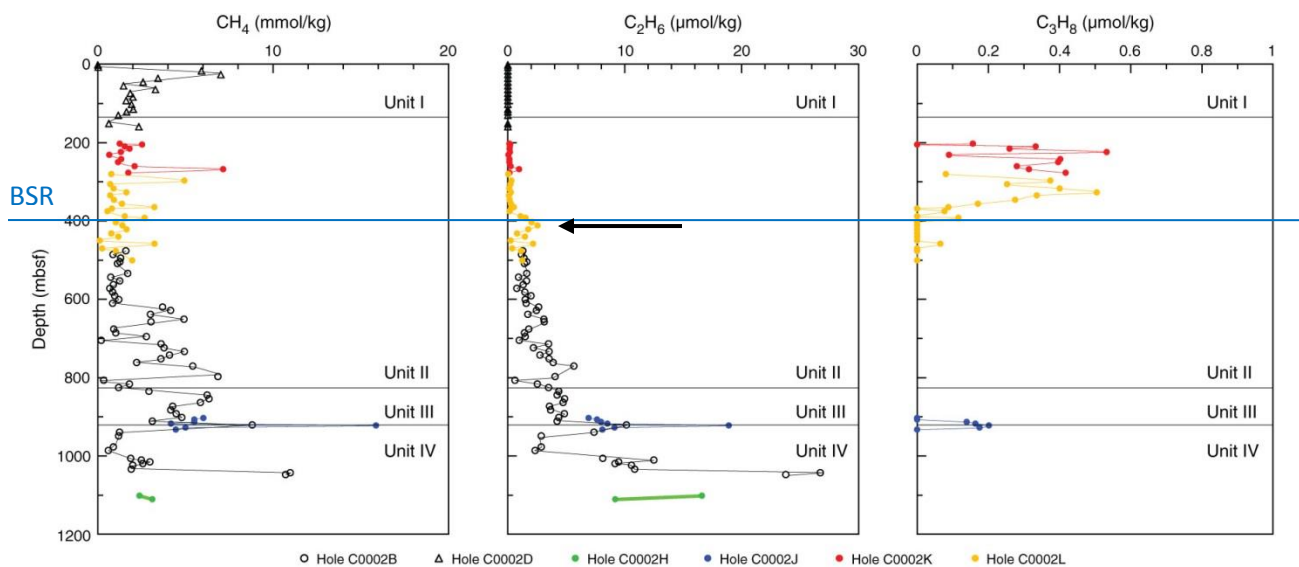 CH4 (mmol/kg) C2H6 (µmol/kg) C3H8 (µmol/kg)
0 10 20 0 10 20 30 0 0.2 0.4 0.6 0.8 1
0
Unit I Unit I Unit I
200
BSR
400
Depth (mbsf)
600
800
Unit II Unit II Unit II
Unit III Unit III Unit III
Unit IV Unit IV Unit IV
1000
1200
Hole C0002B Hole C0002D Hole C0002H Hole C0002J Hole C0002K Hole C0002L